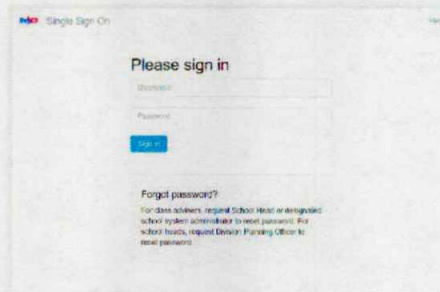 Single Sign On
Please sign in
Username
Password
Sign in
Forgot password?
For class advisers, request School Head or designated
school system administrator to reset password. For
school heads, request Division Planning Officer to
reset password.